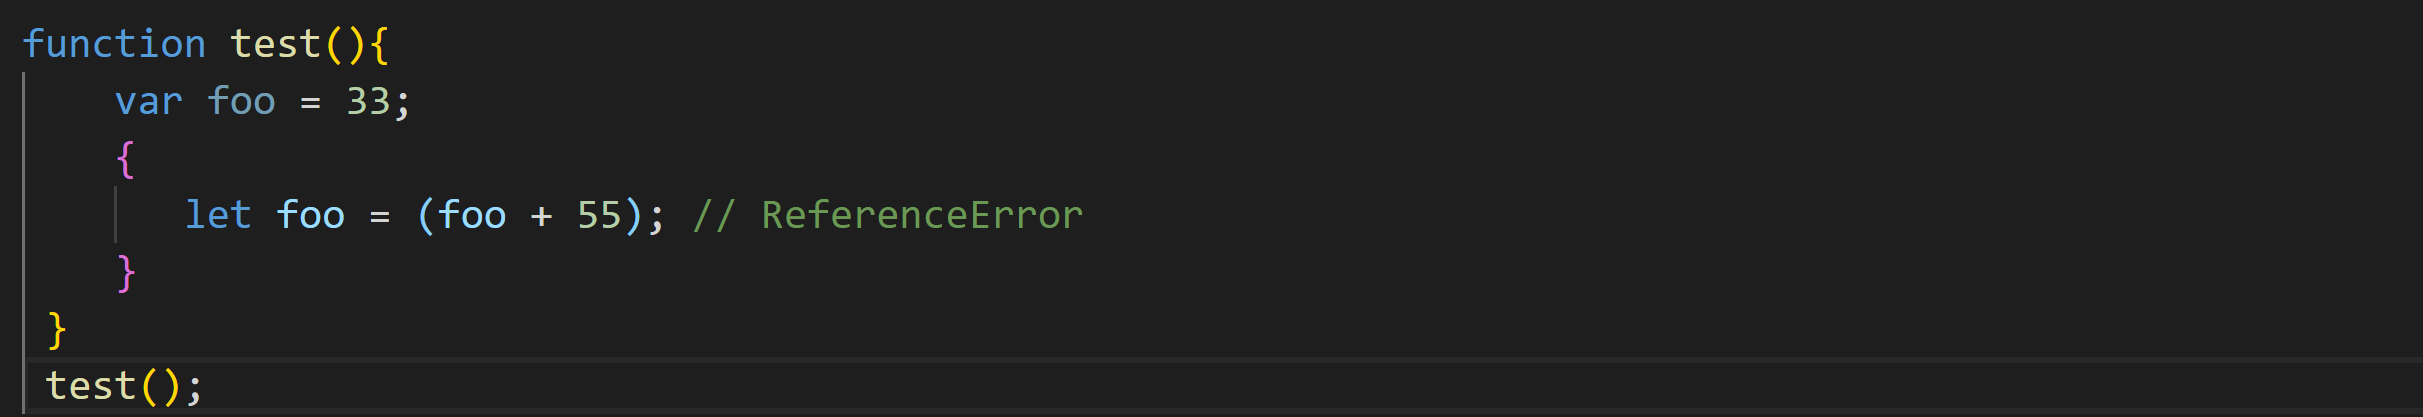 function test(){
    var foo = 33;
    {
       let foo = (foo + 55); // ReferenceError
    }
 }
 test();